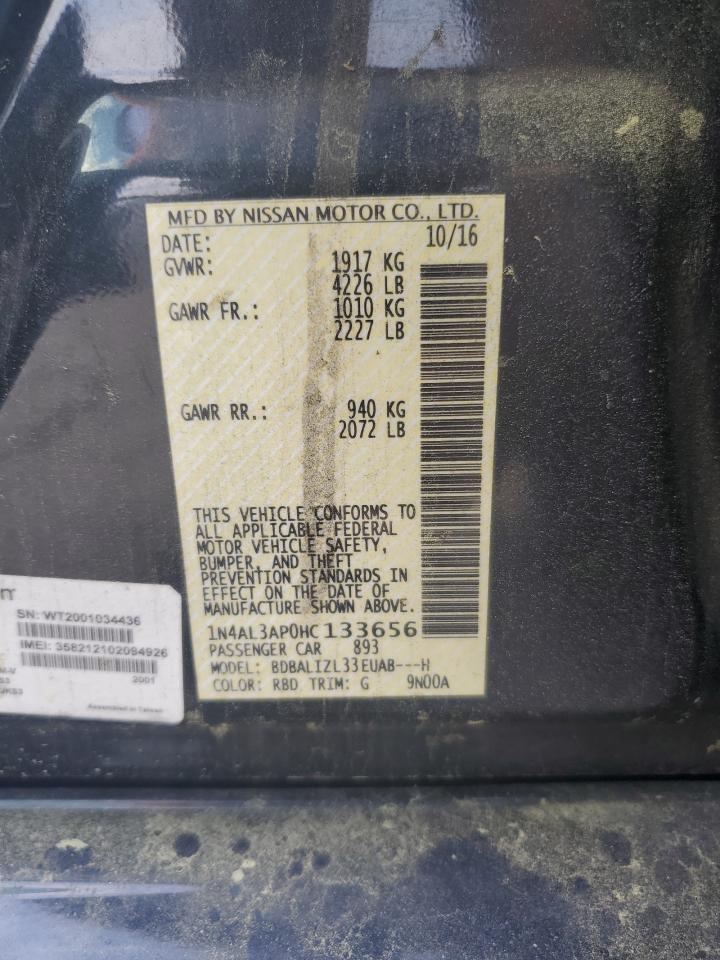 MFD BY NISSAN MOTOR CO., LTD.
DATE: 10/16
GVWR: 1917 KG
4226 LB
GAWR FR.: 1010 KG
2227 LB
GAWR RR.: 940 KG
2072 LB
THIS VEHICLE CONFORMS TO
ALL APPLICABLE FEDERAL
MOTOR VEHICLE SAFETY,
BUMPER, AND THEFT
PREVENTION STANDARDS IN
EFFECT ON THE DATE OF
MANUFACTURE SHOWN ABOVE.
1N4AL3AP0HC133656
PASSENGER CAR 893
MODEL: BDBALIZL33EUAB---H
COLOR: RBD TRIM: G 9N00A
SN: WT2001034436
IMEI: 358212102094926
2001
Assembled in Taiwan